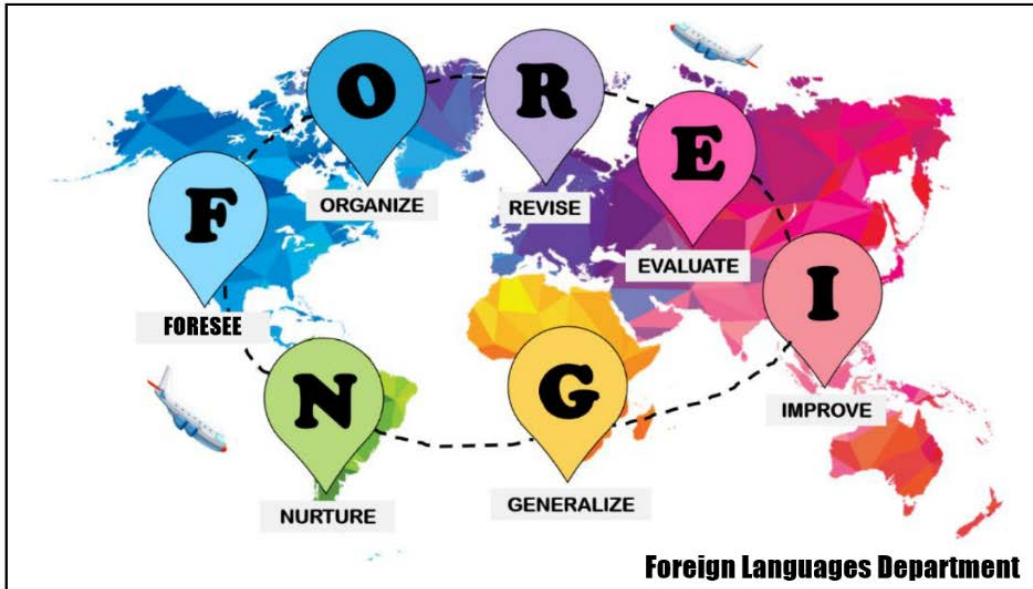 F
FORESEE
O
ORGANIZE
R
REVISE
E
EVALUATE
I
IMPROVE
G
GENERALIZE
N
NURTURE
Foreign Languages Department